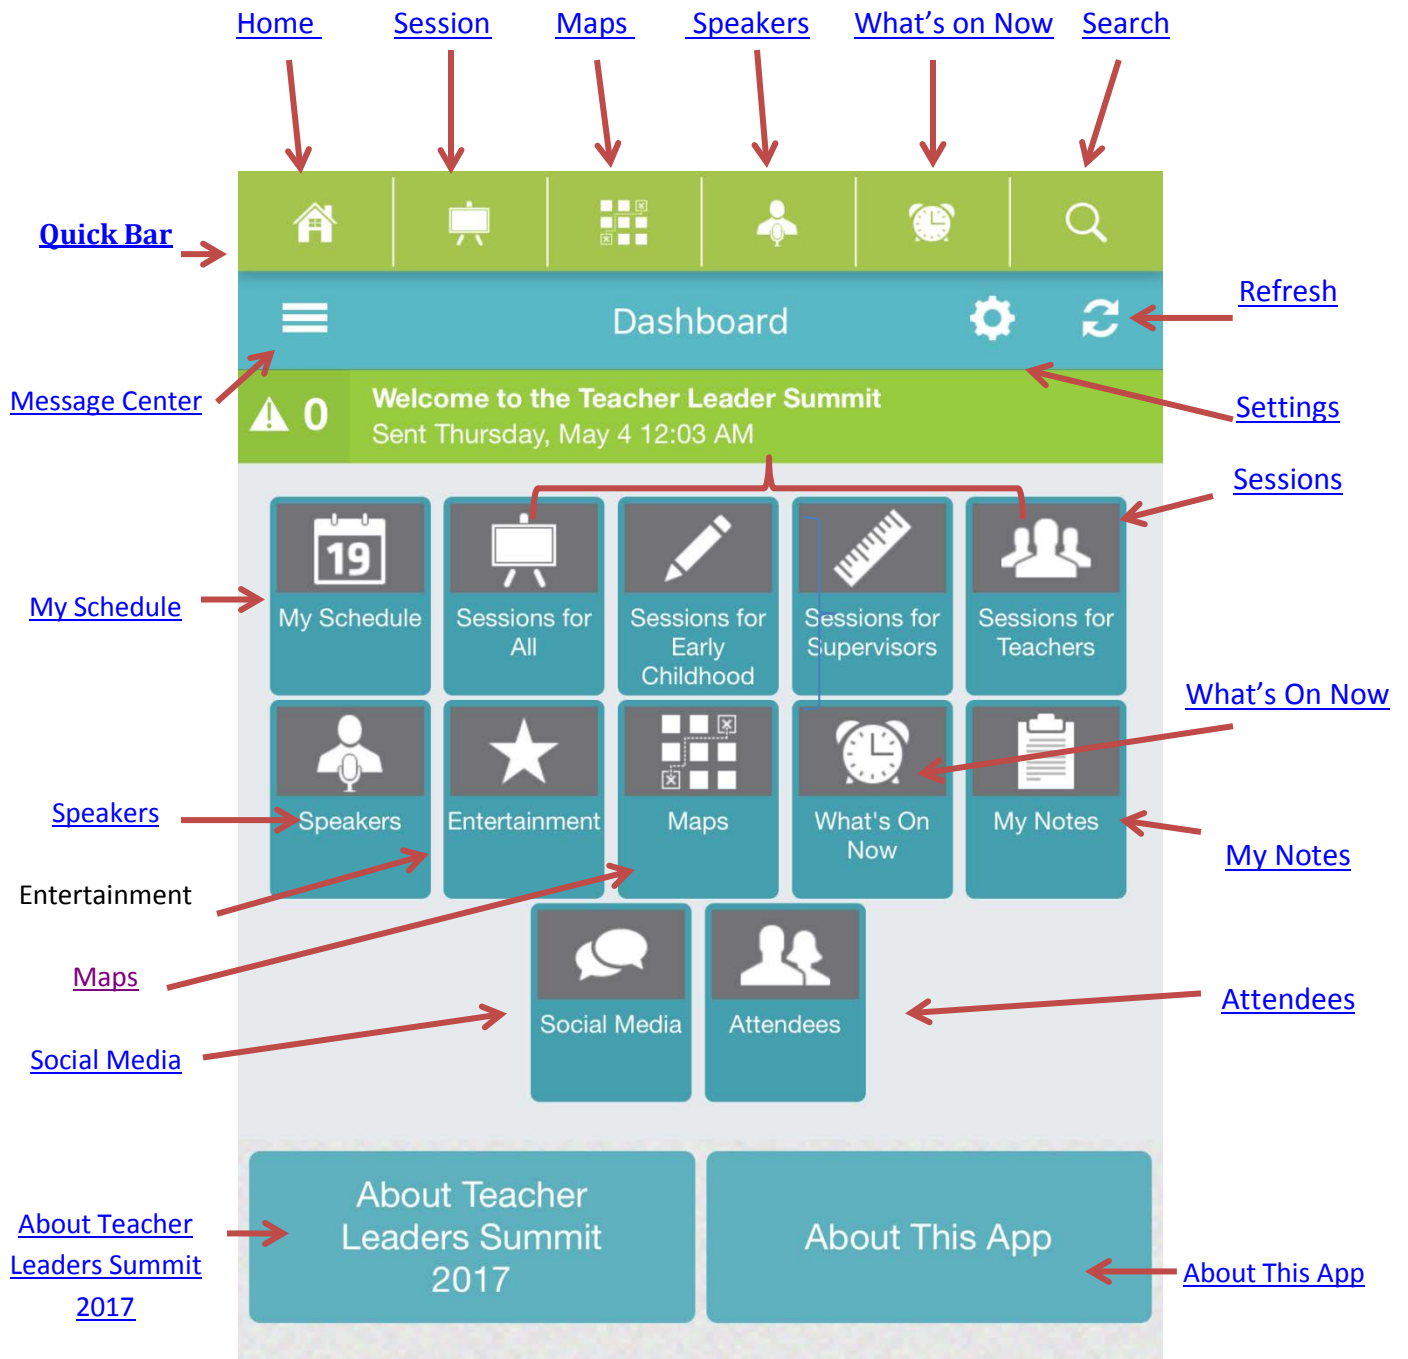 Home
Session
Maps
Speakers
What's on Now
Search
Quick Bar
Refresh
Dashboard
Message Center
Settings
0
Welcome to the Teacher Leader Summit
Sent Thursday, May 4 12:03 AM
Sessions
19
My Schedule
My Schedule
Sessions for
All
Sessions for
Early
Childhood
Sessions for
Supervisors
Sessions for
Teachers
What's On Now
Speakers
Speakers
Entertainment
Maps
What's On
Now
My Notes
My Notes
Entertainment
Maps
Social Media
Attendees
Attendees
Social Media
About Teacher
Leaders Summit
2017
About Teacher
Leaders Summit
2017
About This App
About This App